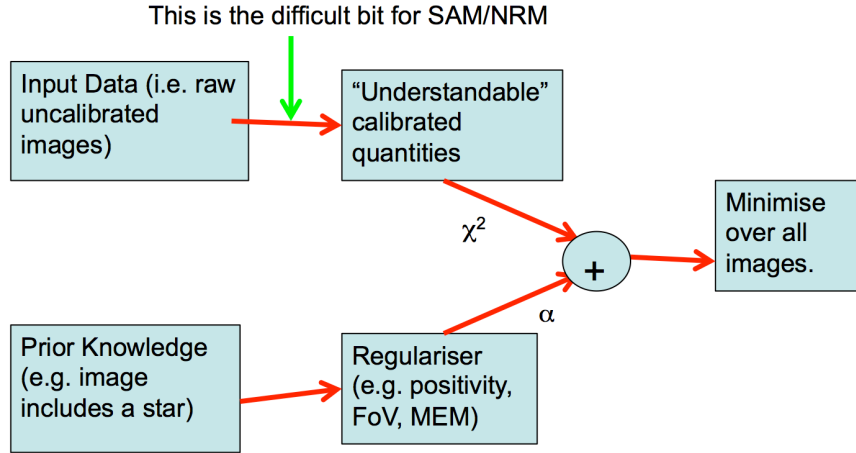 This is the difficult bit for SAM/NRM
Input Data (i.e. raw
uncalibrated
images)
“Understandable”
calibrated
quantities
Minimise
over all
images.
χ²
+
α
Prior Knowledge
(e.g. image
includes a star)
Regulariser
(e.g. positivity,
FoV, MEM)